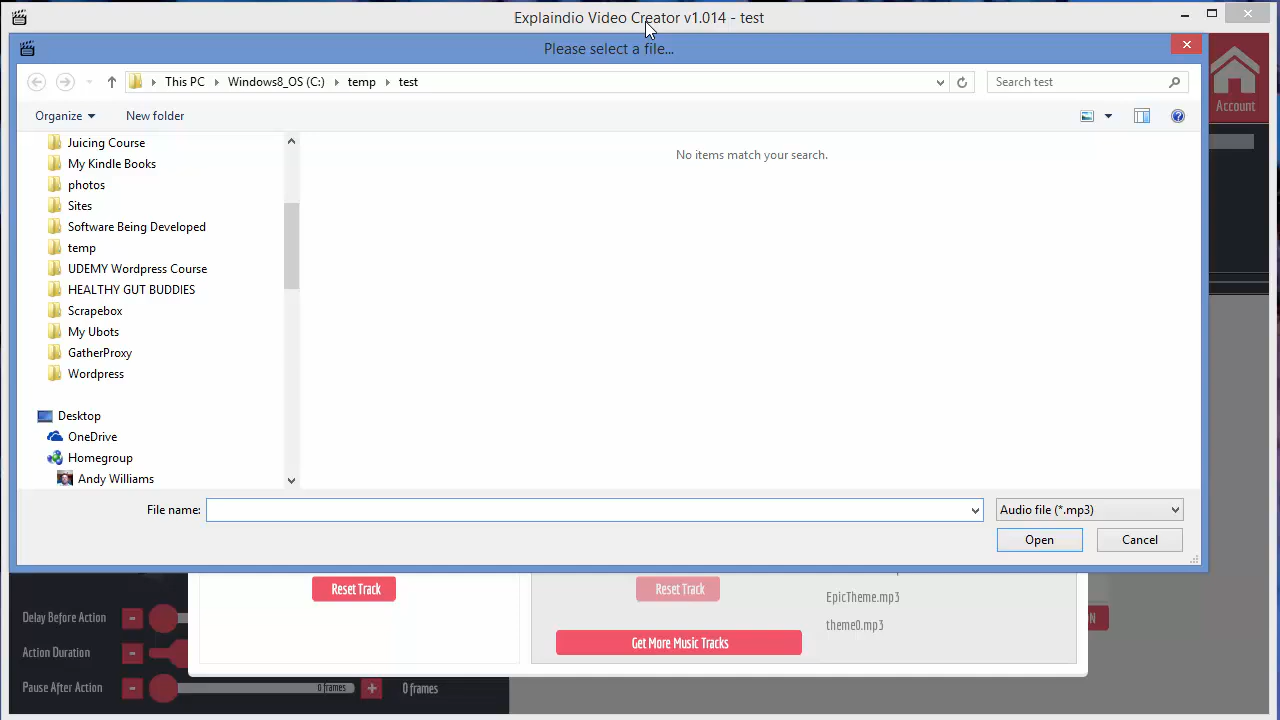 Explaindio Video Creator v1.014 - test
Please select a file...
Account
This PC
Windows8_OS (C:)
temp
test
Search test
Organize
New folder
Juicing Course
My Kindle Books
photos
Sites
Software Being Developed
temp
UDEMY Wordpress Course
HEALTHY GUT BUDDIES
Scrapebox
My Ubots
GatherProxy
Wordpress
Desktop
OneDrive
Homegroup
Andy Williams
No items match your search.
File name:
Audio file (*.mp3)
Open
Cancel
Reset Track
Reset Track
EpicTheme.mp3
theme0.mp3
Get More Music Tracks
Delay Before Action
Action Duration
Pause After Action
0 frames
0 frames